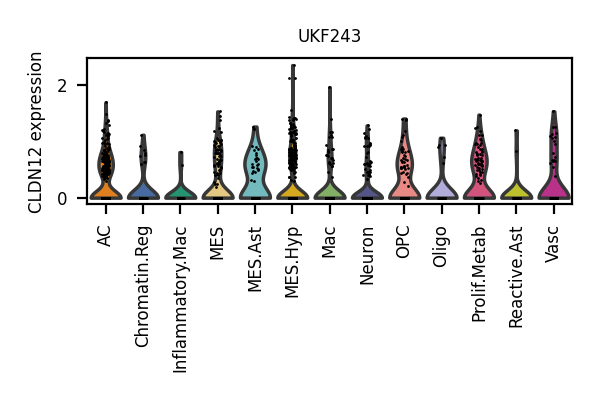 UKF243
CLDN12 expression
2
0
AC
Chromatin.Reg
Inflammatory.Mac
MES
MES.Ast
MES.Hyp
Mac
Neuron
OPC
Oligo
Prolif.Metab
Reactive.Ast
Vasc